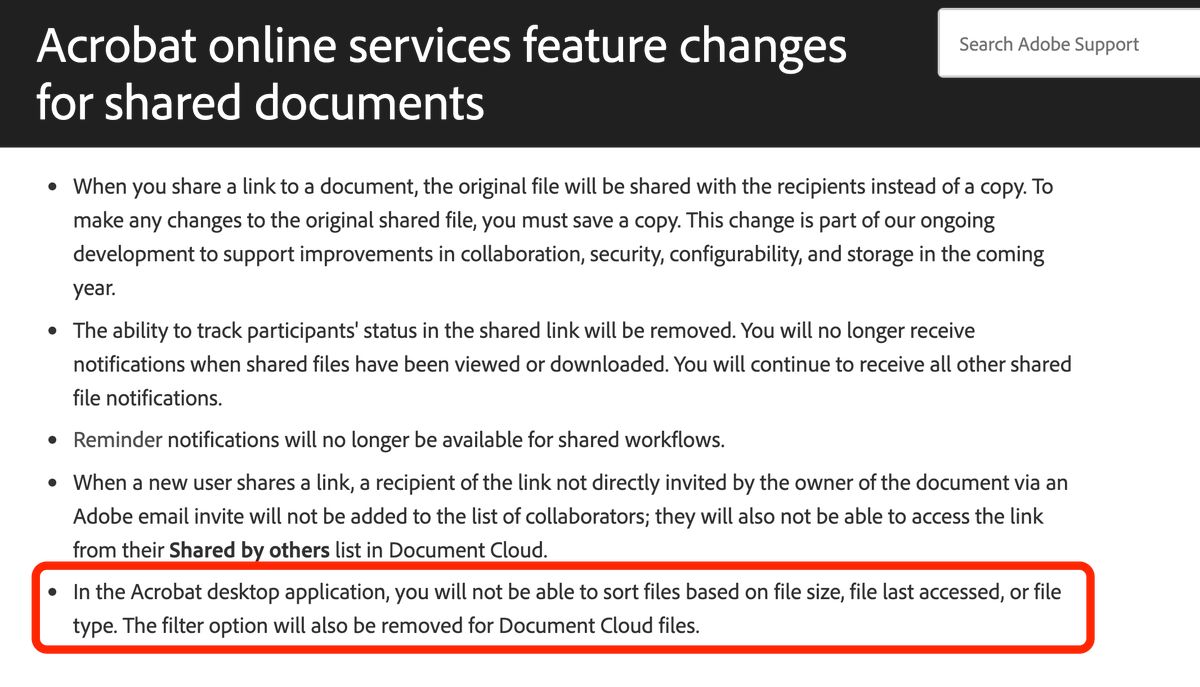 Acrobat online services feature changes
for shared documents
Search Adobe Support
• When you share a link to a document, the original file will be shared with the recipients instead of a copy. To
make any changes to the original shared file, you must save a copy. This change is part of our ongoing
development to support improvements in collaboration, security, configurability, and storage in the coming
year.
• The ability to track participants' status in the shared link will be removed. You will no longer receive
notifications when shared files have been viewed or downloaded. You will continue to receive all other shared
file notifications.
• Reminder notifications will no longer be available for shared workflows.
• When a new user shares a link, a recipient of the link not directly invited by the owner of the document via an
Adobe email invite will not be added to the list of collaborators; they will also not be able to access the link
from their Shared by others list in Document Cloud.
• In the Acrobat desktop application, you will not be able to sort files based on file size, file last accessed, or file
type. The filter option will also be removed for Document Cloud files.